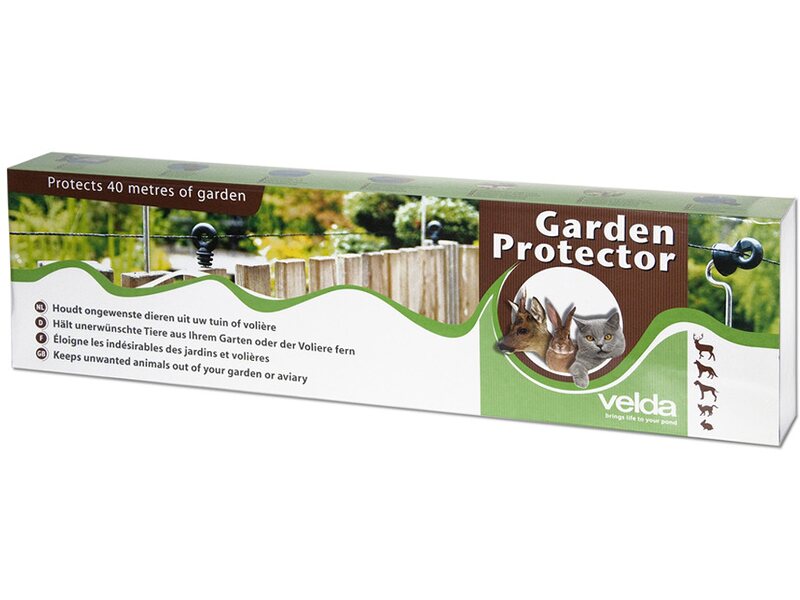 Protects 40 metres of garden
Garden
Protector
NL Houdt ongewenste dieren uit uw tuin of volière
D Hält unerwünschte Tiere aus Ihrem Garten oder der Voliere fern
F Éloigne les indésirables des jardins et volières
GB Keeps unwanted animals out of your garden or aviary
velda
brings life to your pond